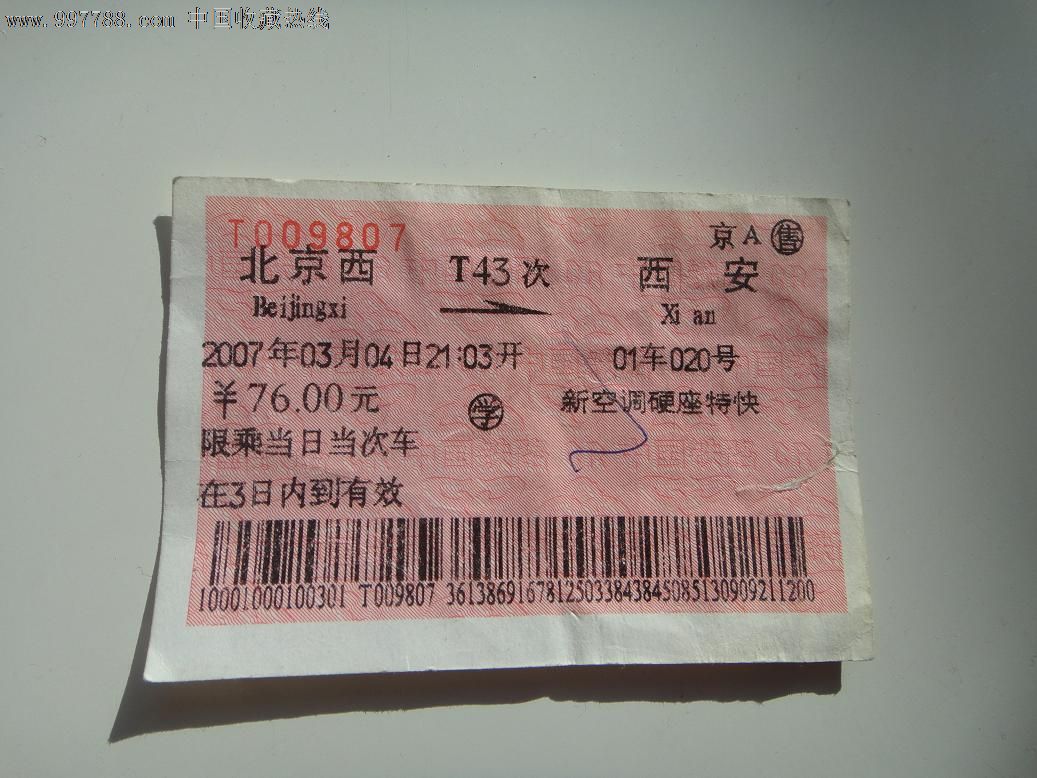 www.997788.com 中国收藏热线
T009807
京A 售
北京西 T43次 西安
Beijingxi Xi an
2007年03月04日21:03开 01车020号
￥76.00元 学 新空调硬座特快
限乘当日当次车
在3日内到有效
10001000100301 T009807 36138691678125033843845085130909211200